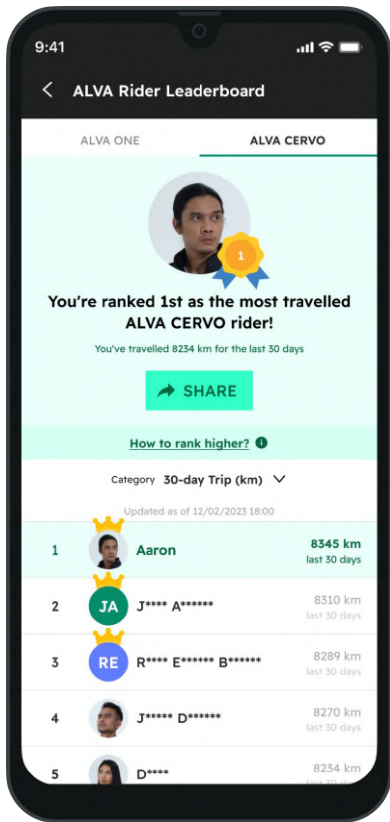 9:41
ALVA Rider Leaderboard
ALVA ONE ALVA CERVO
1
You're ranked 1st as the most travelled
ALVA CERVO rider!
You've travelled 8234 km for the last 30 days
SHARE
How to rank higher?
Category 30-day Trip (km)
Updated as of 12/02/2023 18:00
1 Aaron 8345 km
last 30 days
2 JA J**** A****** 8310 km
last 30 days
3 RE R**** E****** B****** 8289 km
last 30 days
4 J***** D****** 8270 km
last 30 days
5 D**** 8234 km
last 30 days